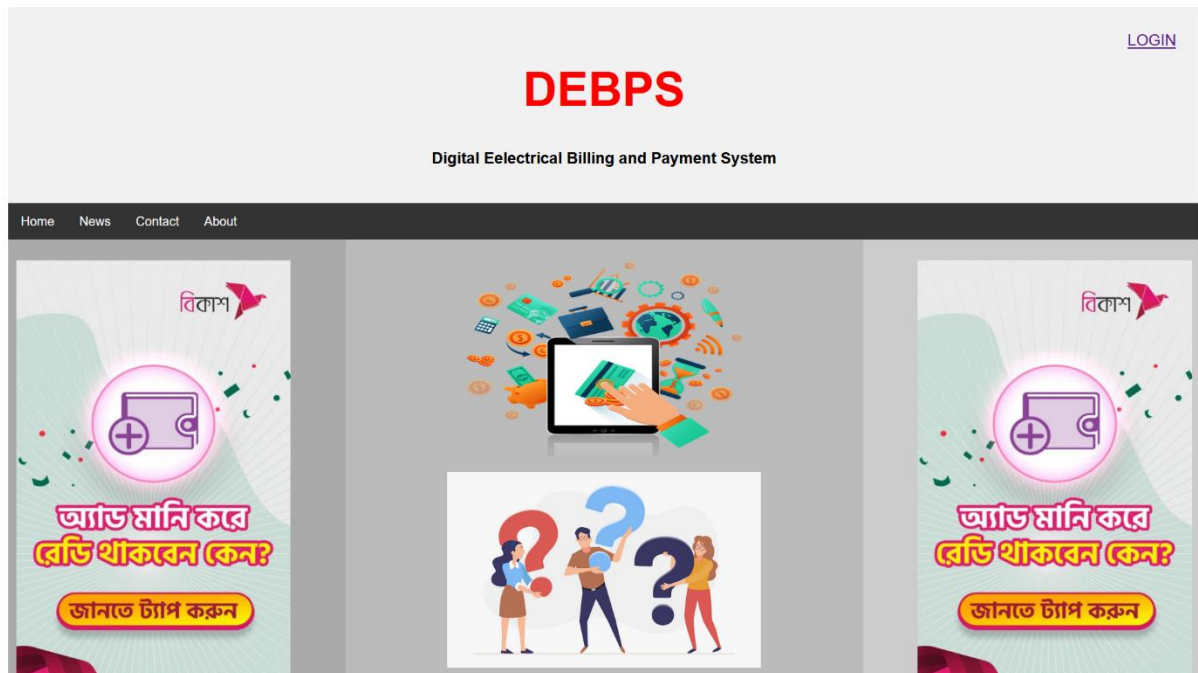 LOGIN
DEBPS
Digital Eelectrical Billing and Payment System
Home News Contact About
বিকাশ
অ্যাড মানি করে
রেডি থাকবেন কেন?
জানতে ট্যাপ করুন
বিকাশ
অ্যাড মানি করে
রেডি থাকবেন কেন?
জানতে ট্যাপ করুন